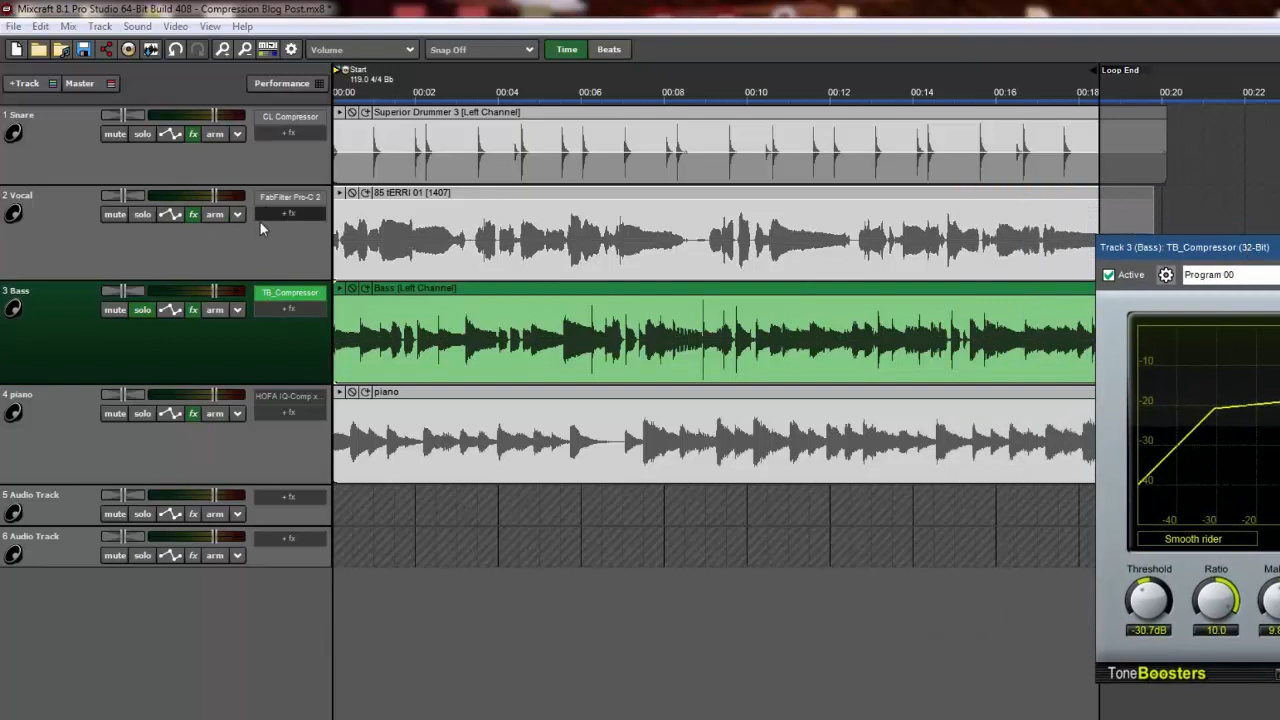 Mixcraft 8.1 Pro Studio 64-Bit Build 408 - Compression Blog Post.mx8 *
File Edit Mix Track Sound Video View Help
Volume Snap Off Time Beats
+Track Master Performance
Start
119.0 4/4 Bb
Loop End
00:00 00:02 00:04 00:06 00:08 00:10 00:12 00:14 00:16 00:18 00:20 00:22
1 Snare
mute solo fx arm
CL Compressor
+ fx
Superior Drummer 3 [Left Channel]
2 Vocal
mute solo fx arm
FabFilter Pro-C 2
+ fx
85 tERRI 01 [1407]
3 Bass
mute solo fx arm
TB_Compressor
+ fx
Bass [Left Channel]
4 piano
mute solo fx arm
HOFA IQ-Comp x...
+ fx
piano
5 Audio Track
mute solo fx arm
+ fx
6 Audio Track
mute solo fx arm
+ fx
Track 3 (Bass): TB_Compressor (32-Bit)
Active Program 00
-10
-20
-30
-40
-40 -30 -20
Smooth rider
Threshold Ratio
-30.7dB 10.0
ToneBoosters